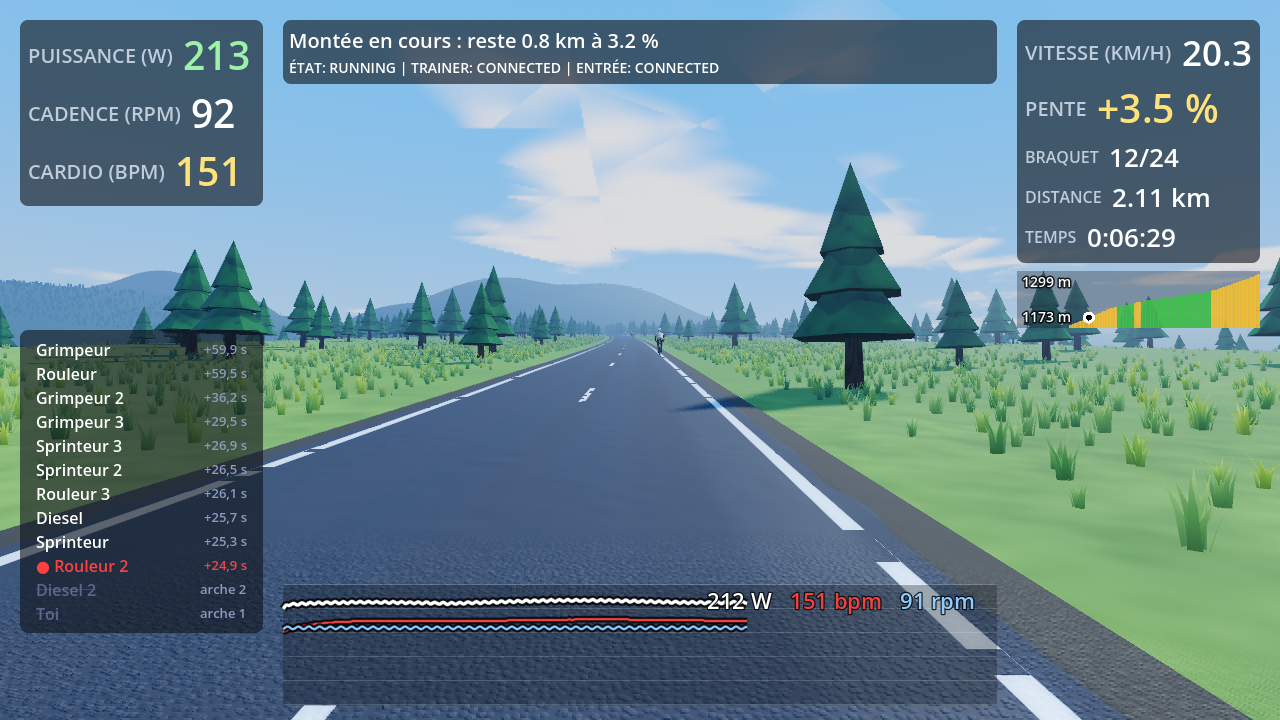 PUISSANCE (W) 213
CADENCE (RPM) 92
CARDIO (BPM) 151
Montée en cours : reste 0.8 km à 3.2 %
ÉTAT: RUNNING | TRAINER: CONNECTED | ENTRÉE: CONNECTED
VITESSE (KM/H) 20.3
PENTE +3.5 %
BRAQUET 12/24
DISTANCE 2.11 km
TEMPS 0:06:29
1299 m
1173 m
Grimpeur +59,9 s
Rouleur +59,5 s
Grimpeur 2 +36,2 s
Grimpeur 3 +29,5 s
Sprinteur 3 +26,9 s
Sprinteur 2 +26,5 s
Rouleur 3 +26,1 s
Diesel +25,7 s
Sprinteur +25,3 s
Rouleur 2 +24,9 s
Diesel 2 arche 2
Toi arche 1
212 W 151 bpm 91 rpm